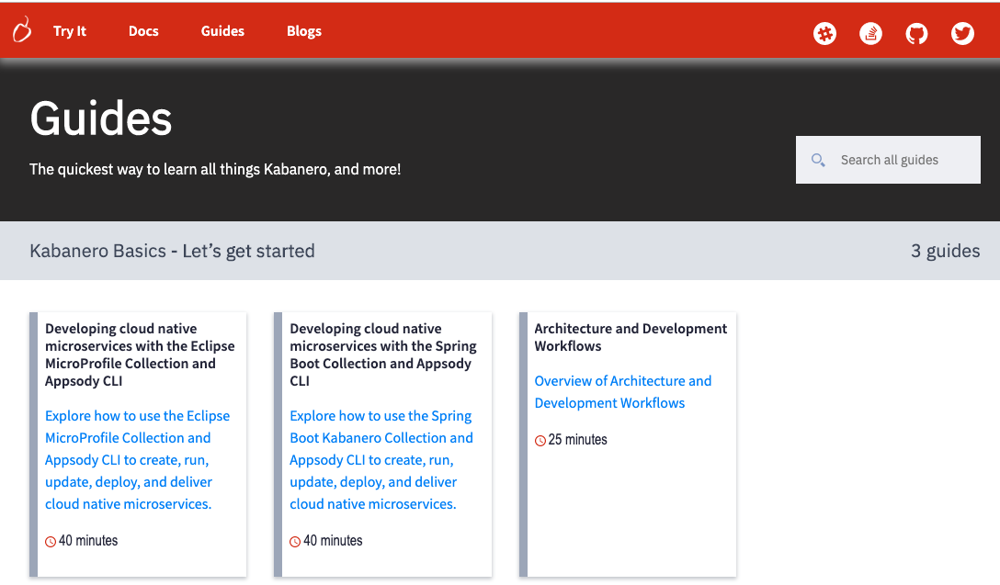 Try It Docs Guides Blogs
Guides
The quickest way to learn all things Kabanero, and more!
Search all guides
Kabanero Basics - Let’s get started
3 guides
Developing cloud native
microservices with the Eclipse
MicroProfile Collection and
Appsody CLI
Explore how to use the Eclipse
MicroProfile Collection and
Appsody CLI to create, run,
update, deploy, and deliver
cloud native microservices.
40 minutes
Developing cloud native
microservices with the Spring
Boot Collection and Appsody
CLI
Explore how to use the Spring
Boot Kabanero Collection and
Appsody CLI to create, run,
update, deploy, and deliver
cloud native microservices.
40 minutes
Architecture and Development
Workflows
Overview of Architecture and
Development Workflows
25 minutes